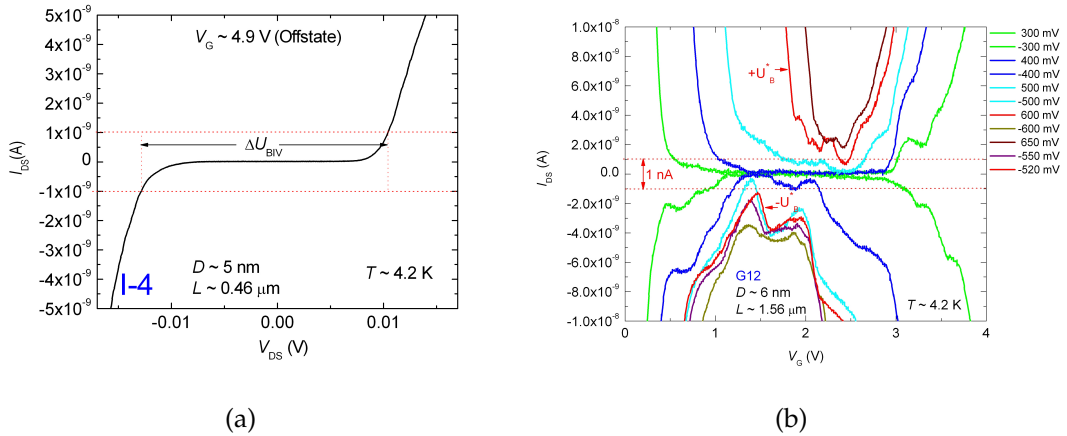 (a)
5x10⁻⁹
4x10⁻⁹
3x10⁻⁹
2x10⁻⁹
1x10⁻⁹
0
-1x10⁻⁹
-2x10⁻⁹
-3x10⁻⁹
-4x10⁻⁹
-5x10⁻⁹
I_DS(A)
V_G ~ 4.9 V (Offstate)
ΔU_BIV
D ~ 5 nm
L ~ 0.46 µm
T ~ 4.2 K
I-4
-0.01
0.00
0.01
V_DS (V)
(a)
b)
1.0x10⁻⁸
8.0x10⁻⁹
6.0x10⁻⁹
4.0x10⁻⁹
2.0x10⁻⁹
0.0
-2.0x10⁻⁹
-4.0x10⁻⁹
-6.0x10⁻⁹
-8.0x10⁻⁹
-1.0x10⁻⁸
I_DS (A)
+U*_B
1 nA
-U*_B
G12
D ~ 6 nm
L ~ 1.56 µm
T ~ 4.2 K
0
1
2
3
4
V_G (V)
300 mV
-300 mV
400 mV
-400 mV
500 mV
-500 mV
600 mV
-600 mV
650 mV
-550 mV
-520 mV
(b)